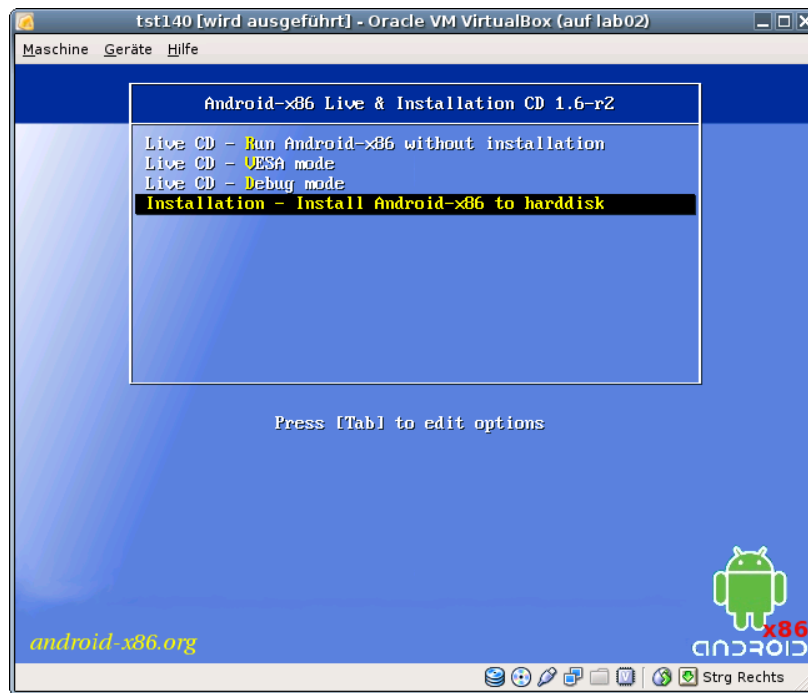 tst140 [wird ausgeführt] - Oracle VM VirtualBox (auf lab02)
Maschine Geräte Hilfe
Android-x86 Live & Installation CD 1.6-r2
Live CD - Run Android-x86 without installation
Live CD - VESA mode
Live CD - Debug mode
Installation - Install Android-x86 to harddisk
Press [Tab] to edit options
x86
android-x86.org
ANDROID
Strg Rechts